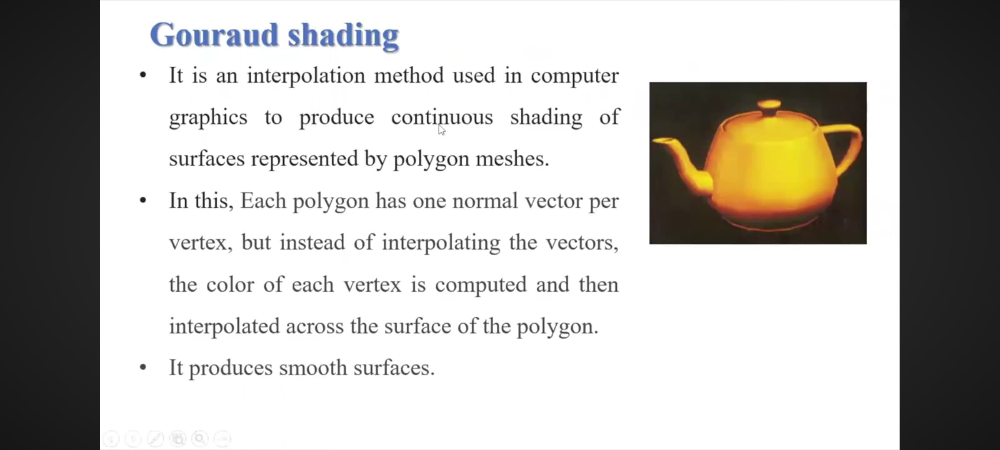 Gouraud shading
• It is an interpolation method used in computer
graphics to produce continuous shading of
surfaces represented by polygon meshes.
• In this, Each polygon has one normal vector per
vertex, but instead of interpolating the vectors,
the color of each vertex is computed and then
interpolated across the surface of the polygon.
• It produces smooth surfaces.